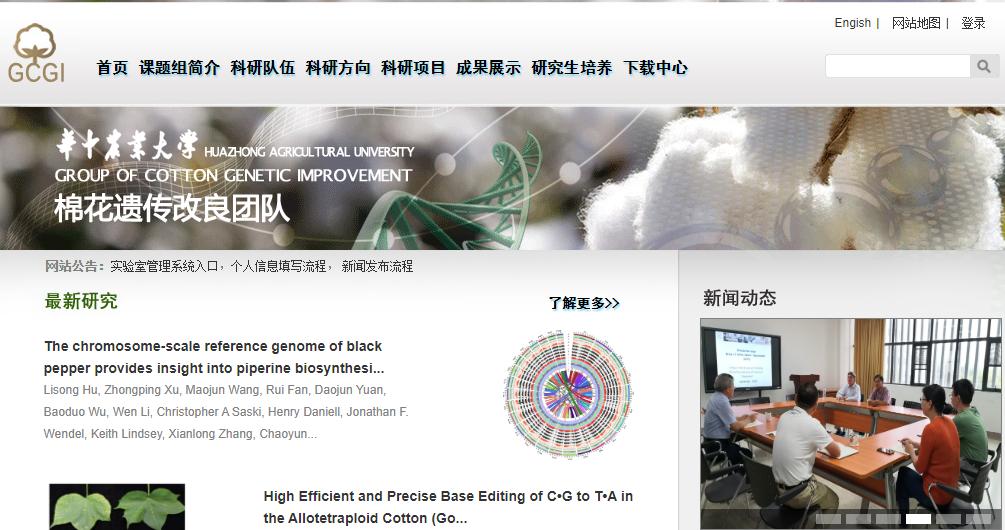 Engish | 网站地图 | 登录
GCGI
首页 课题组简介 科研队伍 科研方向 科研项目 成果展示 研究生培养 下载中心
华中农业大学 HUAZHONG AGRICULTURAL UNIVERSITY
GROUP OF COTTON GENETIC IMPROVEMENT
棉花遗传改良团队
网站公告：实验室管理系统入口，个人信息填写流程， 新闻发布流程
最新研究
了解更多>>
The chromosome-scale reference genome of black
pepper provides insight into piperine biosynthesi...
Lisong Hu, Zhongping Xu, Maojun Wang, Rui Fan, Daojun Yuan,
Baoduo Wu, Wen Li, Christopher A Saski, Henry Daniell, Jonathan F.
Wendel, Keith Lindsey, Xianlong Zhang, Chaoyun...
High Efficient and Precise Base Editing of C•G to T•A in
the Allotetraploid Cotton (Go...
新闻动态